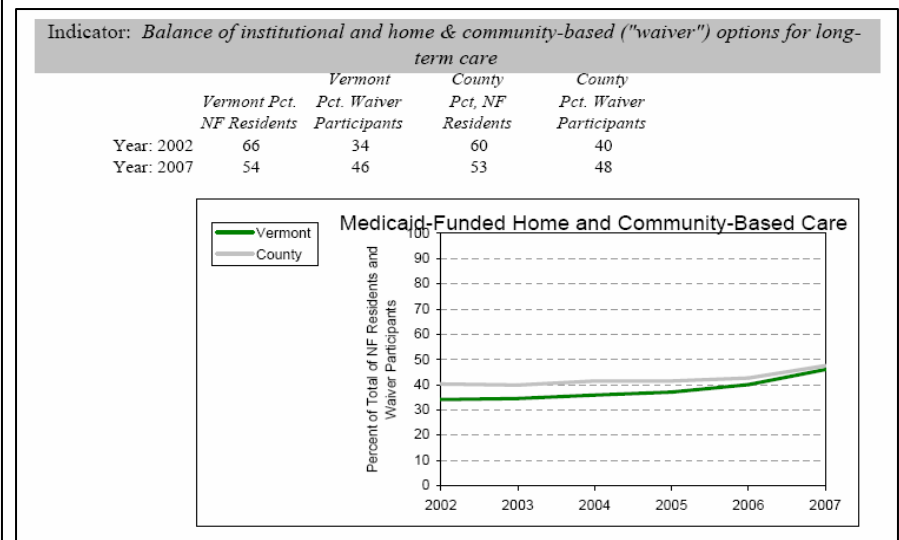 Indicator: Balance of institutional and home & community-based ("waiver") options for long-
term care
Vermont Pct. NF Residents
Vermont Pct. Waiver Participants
County Pct, NF Residents
County Pct. Waiver Participants
Year: 2002 66 34 60 40
Year: 2007 54 46 53 48
Medicaid-Funded Home and Community-Based Care
Vermont
County
Percent of Total of NF Residents and
Waiver Participants
100
90
80
70
60
50
40
30
20
10
0
2002 2003 2004 2005 2006 2007